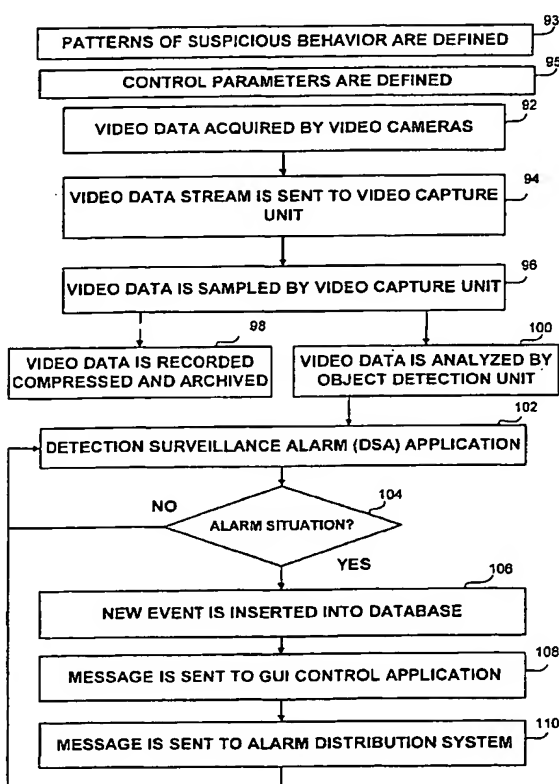 93
PATTERNS OF SUSPICIOUS BEHAVIOR ARE DEFINED
95
CONTROL PARAMETERS ARE DEFINED
92
VIDEO DATA ACQUIRED BY VIDEO CAMERAS
94
VIDEO DATA STREAM IS SENT TO VIDEO CAPTURE
UNIT
96
VIDEO DATA IS SAMPLED BY VIDEO CAPTURE UNIT
98
VIDEO DATA IS RECORDED
COMPRESSED AND ARCHIVED
100
VIDEO DATA IS ANALYZED BY
OBJECT DETECTION UNIT
102
DETECTION SURVEILLANCE ALARM (DSA) APPLICATION
104
NO
ALARM SITUATION?
YES
106
NEW EVENT IS INSERTED INTO DATABASE
108
MESSAGE IS SENT TO GUI CONTROL APPLICATION
110
MESSAGE IS SENT TO ALARM DISTRIBUTION SYSTEM